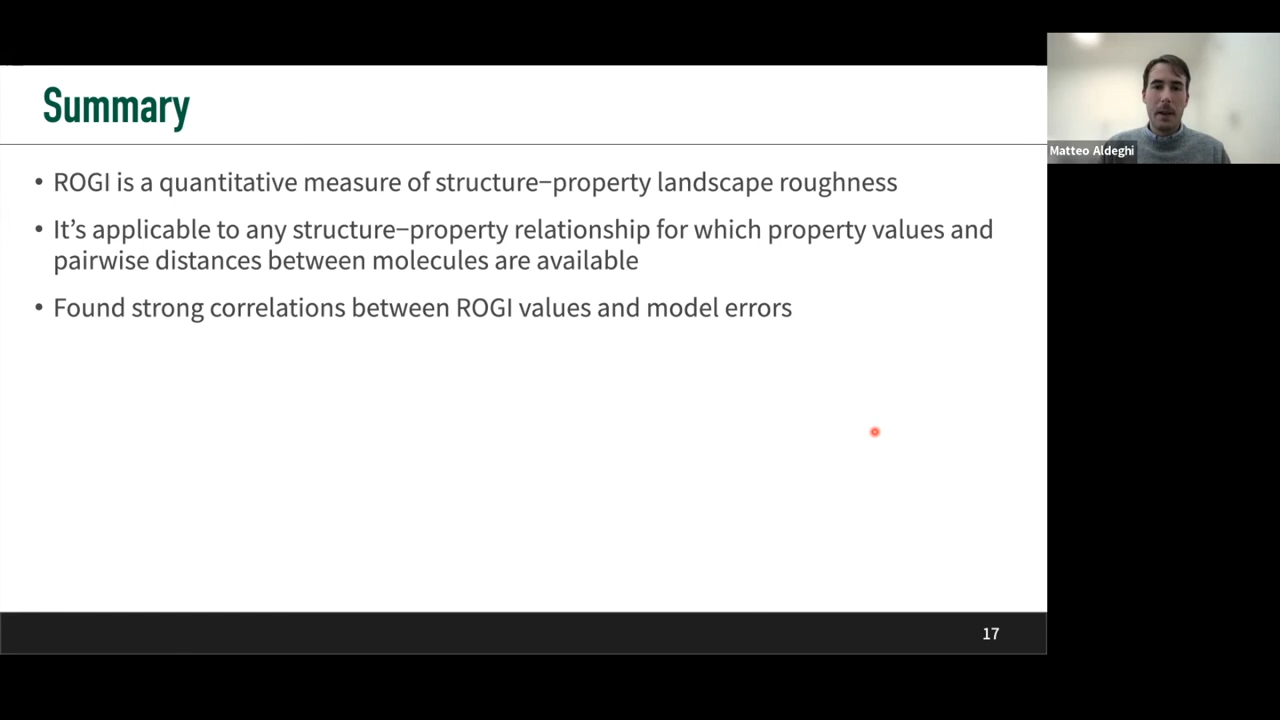 Summary
Matteo Aldeghi
• ROGI is a quantitative measure of structure−property landscape roughness
• It’s applicable to any structure−property relationship for which property values and
pairwise distances between molecules are available
• Found strong correlations between ROGI values and model errors
17